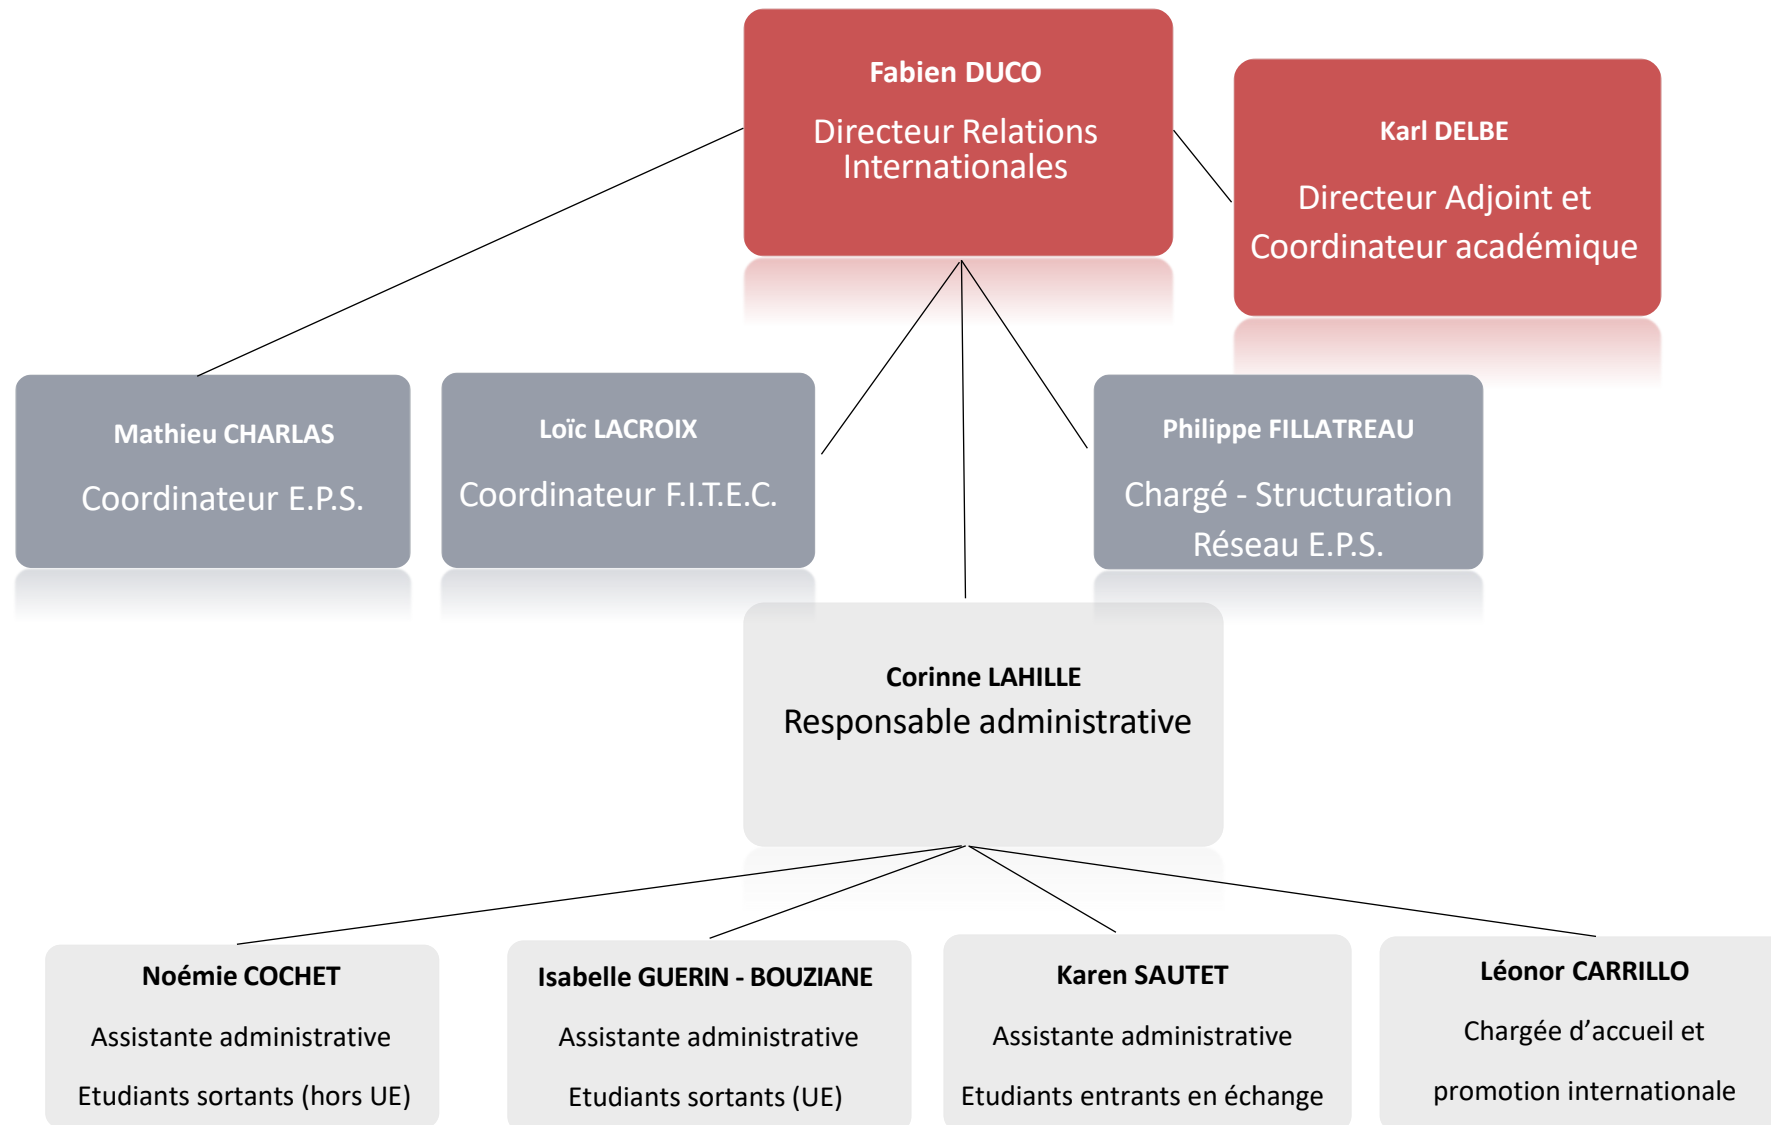 Fabien DUCO
Directeur Relations
Internationales
Karl DELBE
Directeur Adjoint et
Coordinateur académique
Mathieu CHARLAS
Coordinateur E.P.S.
Loïc LACROIX
Coordinateur F.I.T.E.C.
Philippe FILLATREAU
Chargé - Structuration
Réseau E.P.S.
Corinne LAHILLE
Responsable administrative
Noémie COCHET
Assistante administrative
Etudiants sortants (hors UE)
Isabelle GUERIN - BOUZIANE
Assistante administrative
Etudiants sortants (UE)
Karen SAUTET
Assistante administrative
Etudiants entrants en échange
Léonor CARRILLO
Chargée d’accueil et
promotion internationale